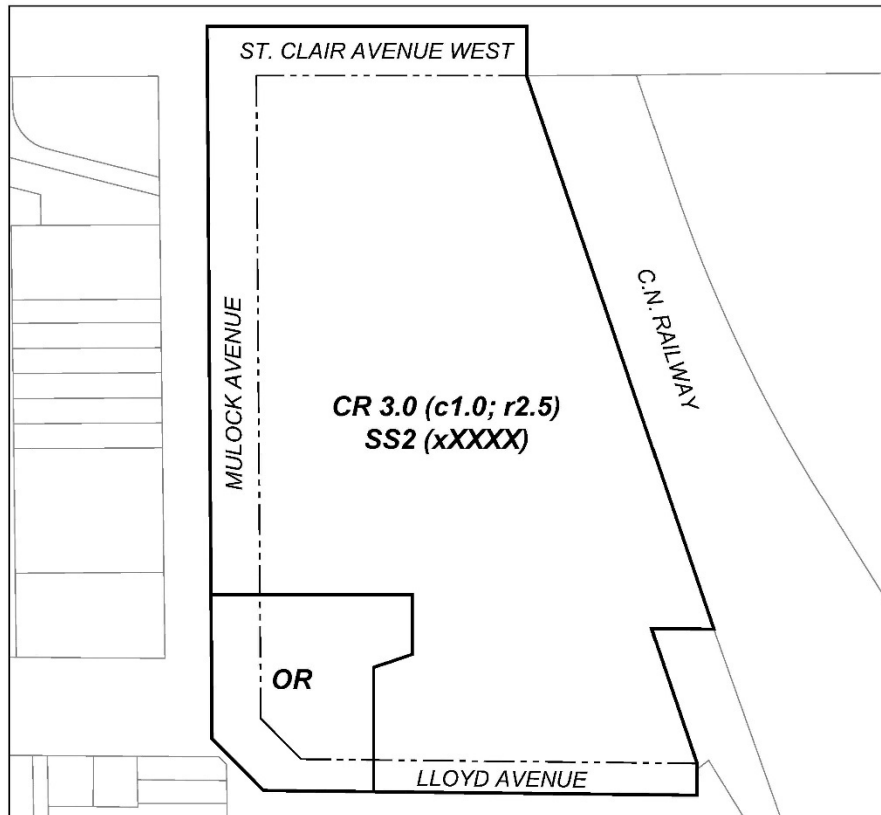 ST. CLAIR AVENUE WEST
MULOCK AVENUE
C.N. RAILWAY
CR 3.0 (c1.0; r2.5)
SS2 (xXXXX)
OR
LLOYD AVENUE